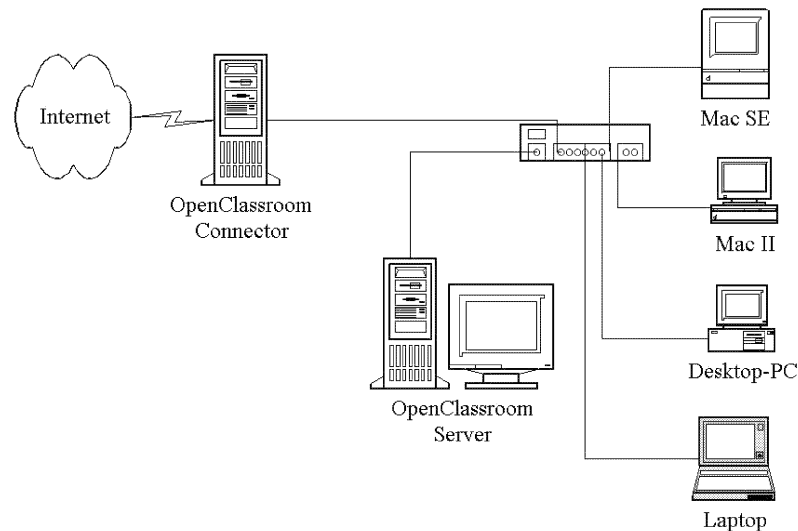 Internet
OpenClassroom
Connector
Mac SE
Mac II
Desktop-PC
OpenClassroom
Server
Laptop